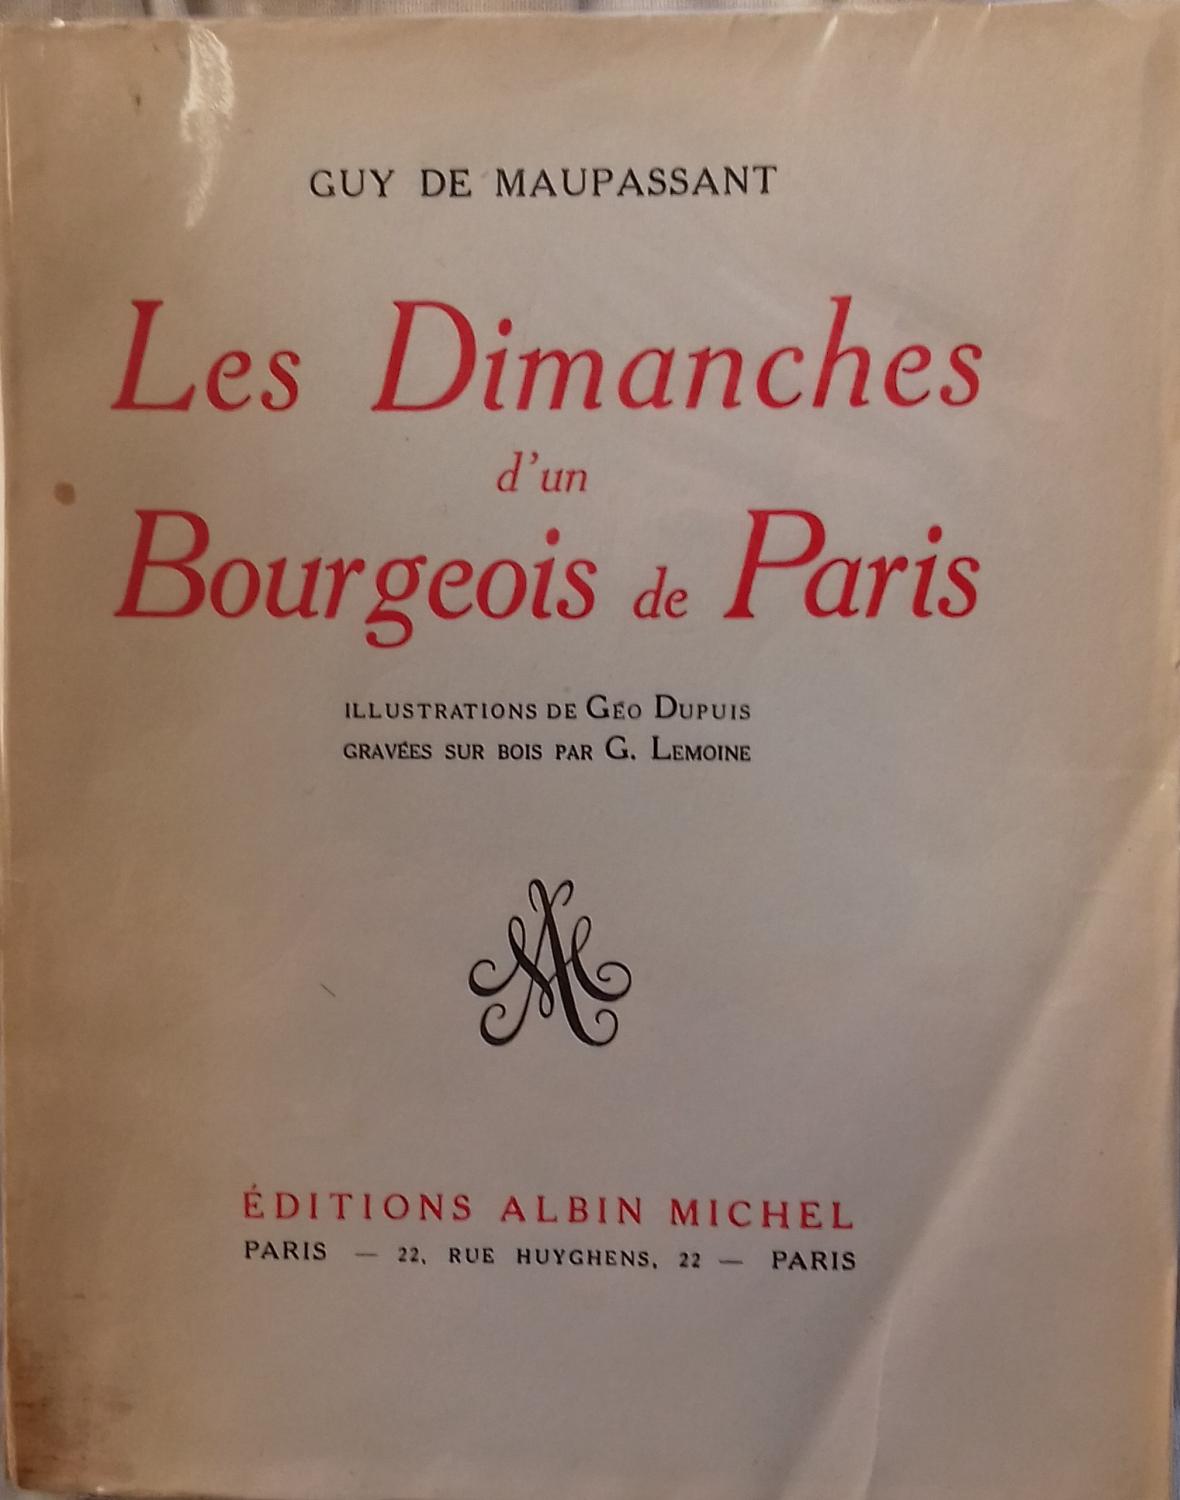 GUY DE MAUPASSANT
Les Dimanches
d'un
Bourgeois de Paris
ILLUSTRATIONS DE GÉO DUPUIS
GRAVÉES SUR BOIS PAR G. LEMOINE
AM
ÉDITIONS ALBIN MICHEL
PARIS — 22, RUE HUYGHENS, 22 — PARIS